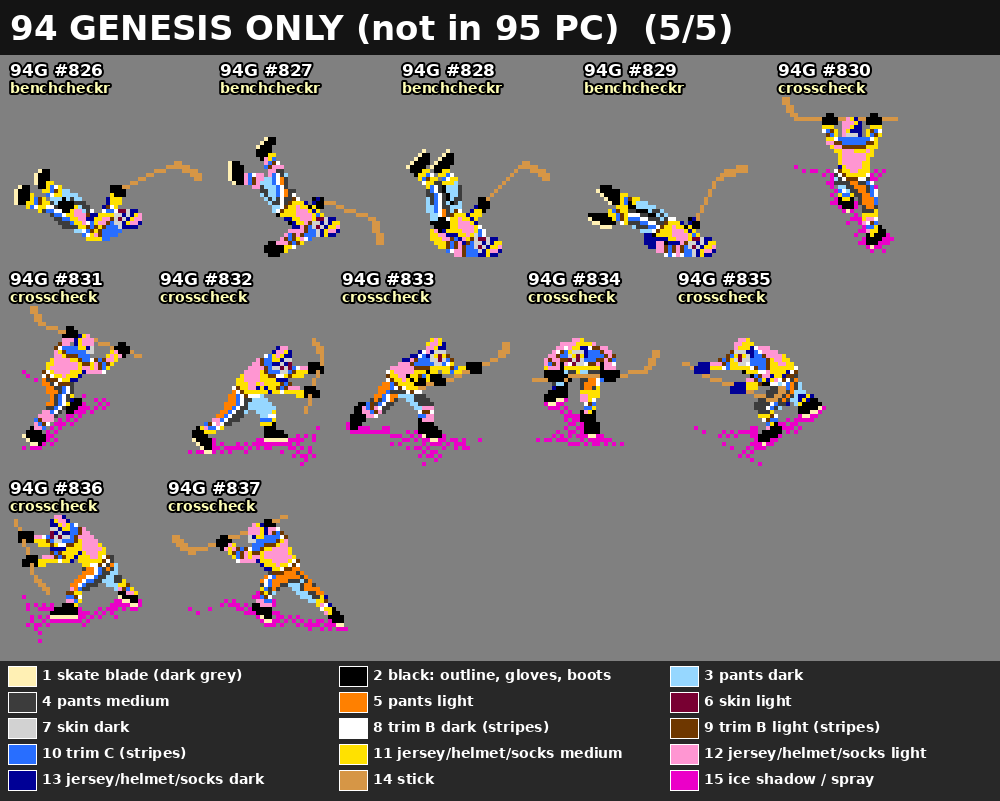 94 GENESIS ONLY (not in 95 PC)  (5/5)
94G #826 94G #827 94G #828 94G #829 94G #830
benchcheckr benchcheckr benchcheckr benchcheckr crosscheck
94G #831 94G #832 94G #833 94G #834 94G #835
crosscheck crosscheck crosscheck crosscheck crosscheck
94G #836 94G #837
crosscheck crosscheck
1 skate blade (dark grey) 2 black: outline, gloves, boots 3 pants dark
4 pants medium 5 pants light 6 skin light
7 skin dark 8 trim B dark (stripes) 9 trim B light (stripes)
10 trim C (stripes) 11 jersey/helmet/socks medium 12 jersey/helmet/socks light
13 jersey/helmet/socks dark 14 stick 15 ice shadow / spray